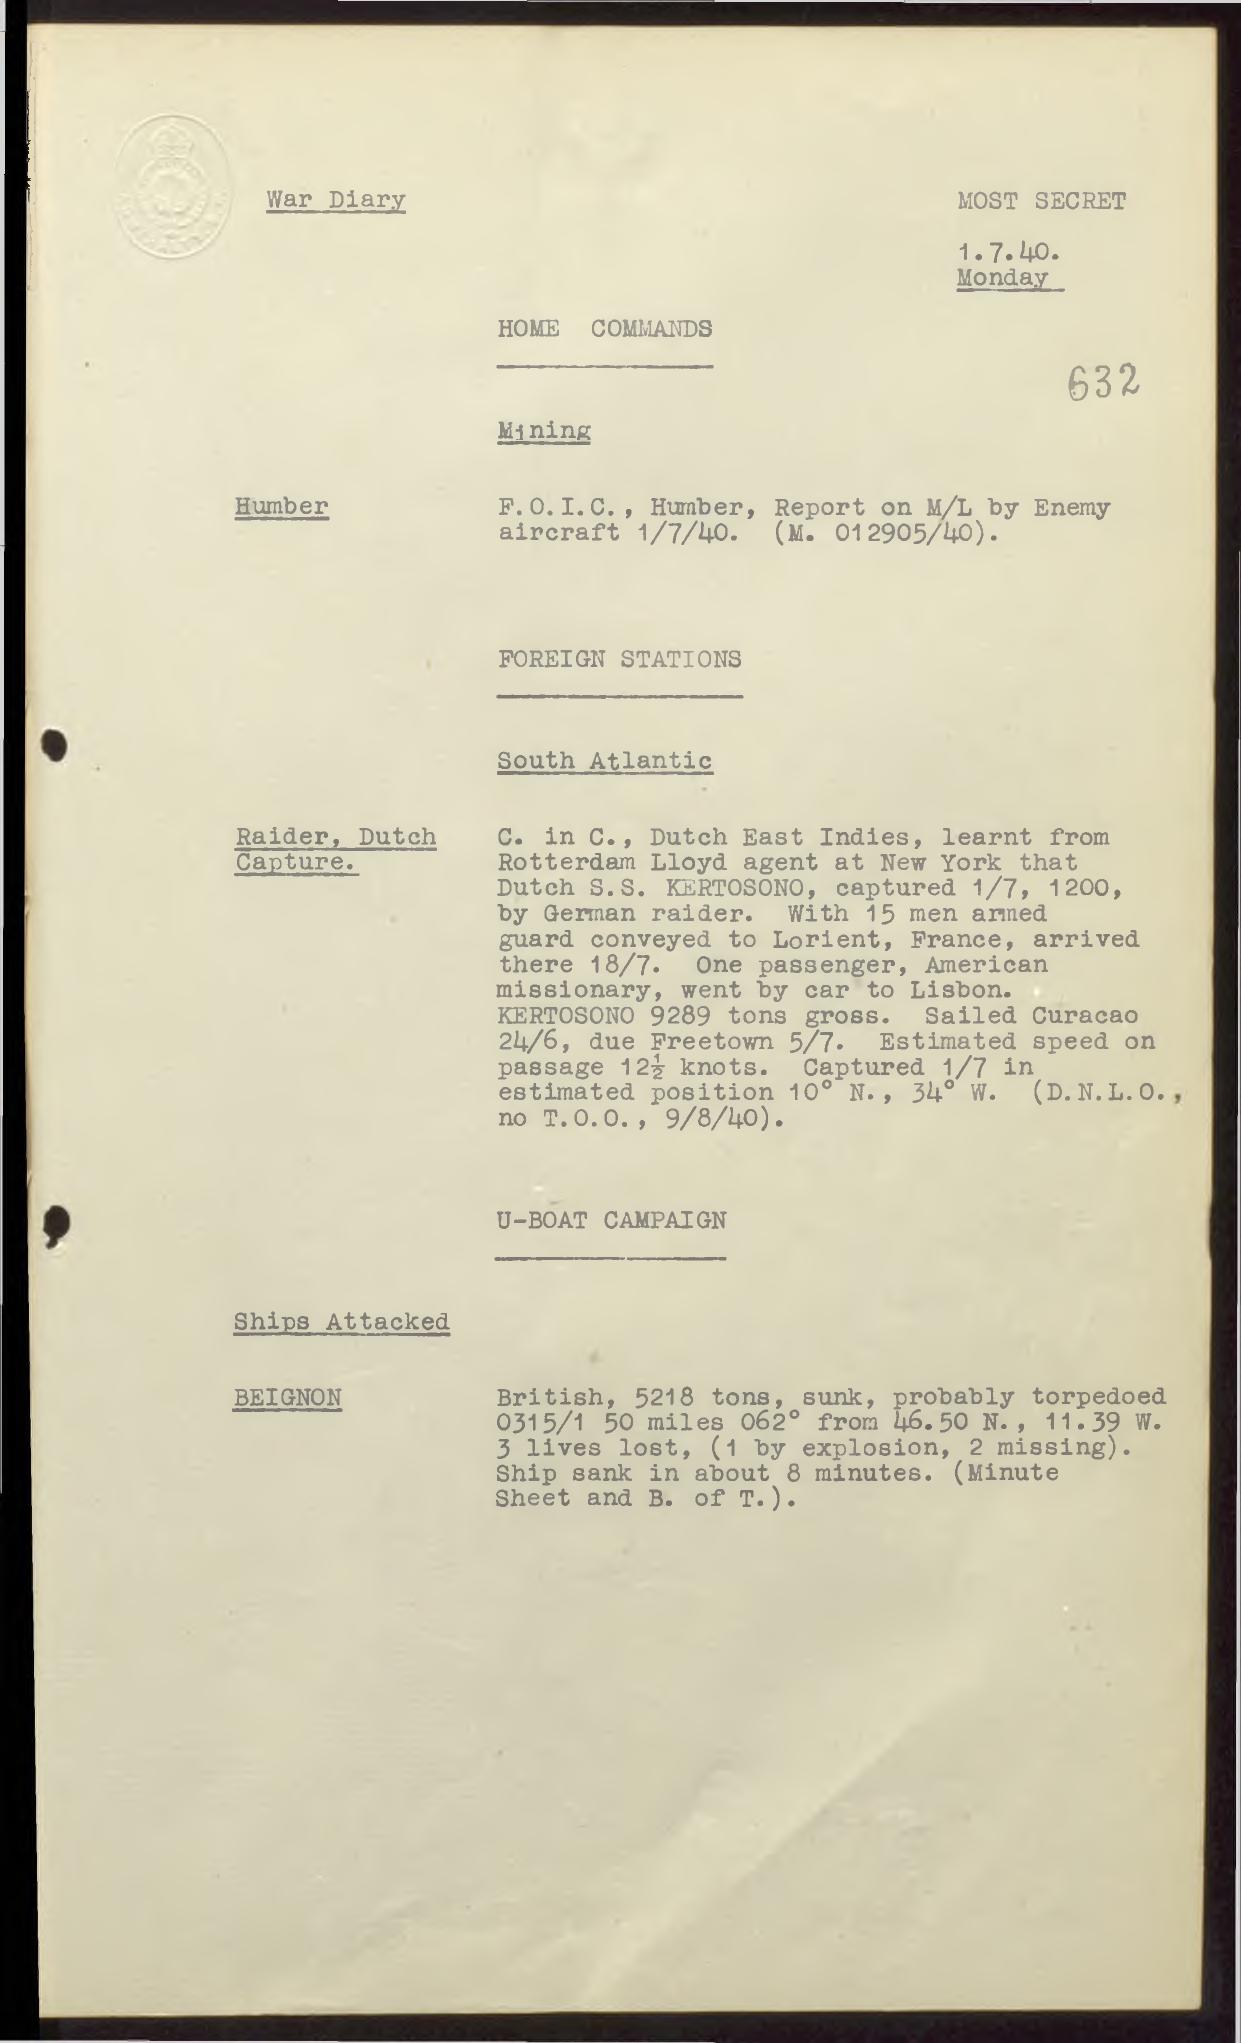 War Diary
MOST SECRET
1.7.40.
Monday
HOME COMMANDS
632
Mining
Humber
F.O.I.C., Humber, Report on M/L by Enemy
aircraft 1/7/40. (M. 012905/40).
FOREIGN STATIONS
South Atlantic
Raider, Dutch
Capture.
C. in C., Dutch East Indies, learnt from
Rotterdam Lloyd agent at New York that
Dutch S.S. KERTOSONO, captured 1/7, 1200,
by German raider. With 15 men armed
guard conveyed to Lorient, France, arrived
there 18/7. One passenger, American
missionary, went by car to Lisbon.
KERTOSONO 9289 tons gross. Sailed Curacao
24/6, due Freetown 5/7. Estimated speed on
passage 12½ knots. Captured 1/7 in
estimated position 10° N., 34° W. (D.N.L.O.,
no T.O.O., 9/8/40).
U-BOAT CAMPAIGN
Ships Attacked
BEIGNON
British, 5218 tons, sunk, probably torpedoed
0315/1 50 miles 062° from 46.50 N., 11.39 W.
3 lives lost, (1 by explosion, 2 missing).
Ship sank in about 8 minutes. (Minute
Sheet and B. of T.).